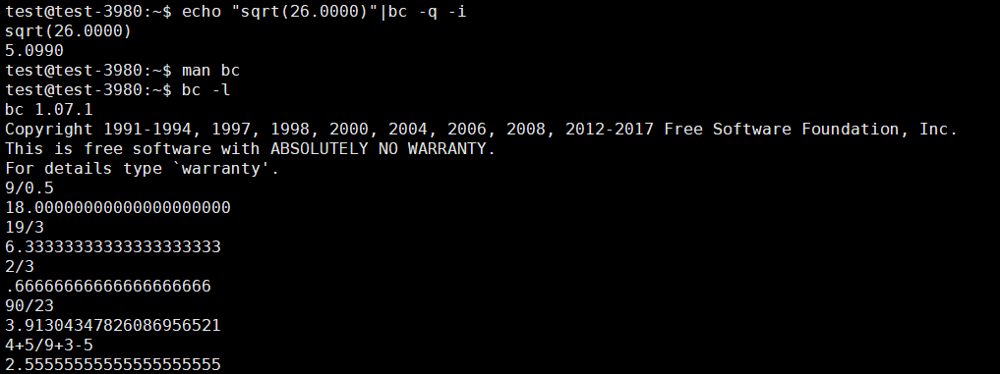 test@test-3980:~$ echo "sqrt(26.0000)"|bc -q -i
sqrt(26.0000)
5.0990
test@test-3980:~$ man bc
test@test-3980:~$ bc -l
bc 1.07.1
Copyright 1991-1994, 1997, 1998, 2000, 2004, 2006, 2008, 2012-2017 Free Software Foundation, Inc.
This is free software with ABSOLUTELY NO WARRANTY.
For details type `warranty'.
9/0.5
18.00000000000000000000
19/3
6.33333333333333333333
2/3
.66666666666666666666
90/23
3.91304347826086956521
4+5/9+3-5
2.55555555555555555555